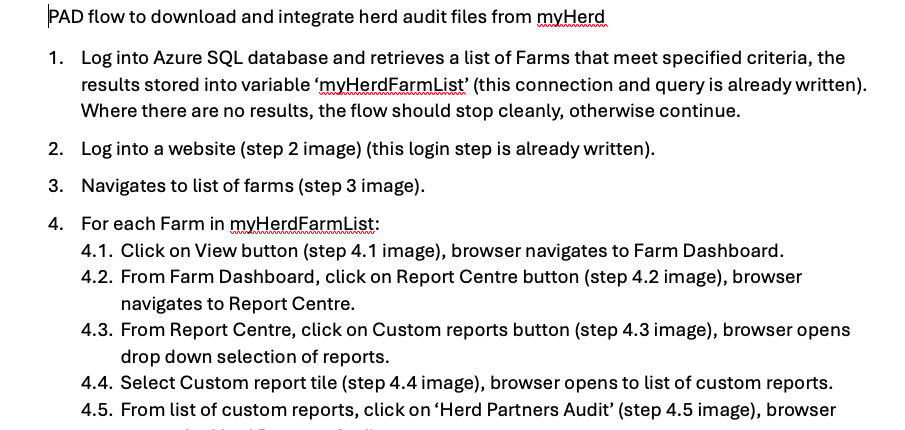 PAD flow to download and integrate herd audit files from myHerd
1. Log into Azure SQL database and retrieves a list of Farms that meet specified criteria, the
results stored into variable ‘myHerdFarmList’ (this connection and query is already written).
Where there are no results, the flow should stop cleanly, otherwise continue.
2. Log into a website (step 2 image) (this login step is already written).
3. Navigates to list of farms (step 3 image).
4. For each Farm in myHerdFarmList:
4.1. Click on View button (step 4.1 image), browser navigates to Farm Dashboard.
4.2. From Farm Dashboard, click on Report Centre button (step 4.2 image), browser
navigates to Report Centre.
4.3. From Report Centre, click on Custom reports button (step 4.3 image), browser opens
drop down selection of reports.
4.4. Select Custom report tile (step 4.4 image), browser opens to list of custom reports.
4.5. From list of custom reports, click on ‘Herd Partners Audit’ (step 4.5 image), browser